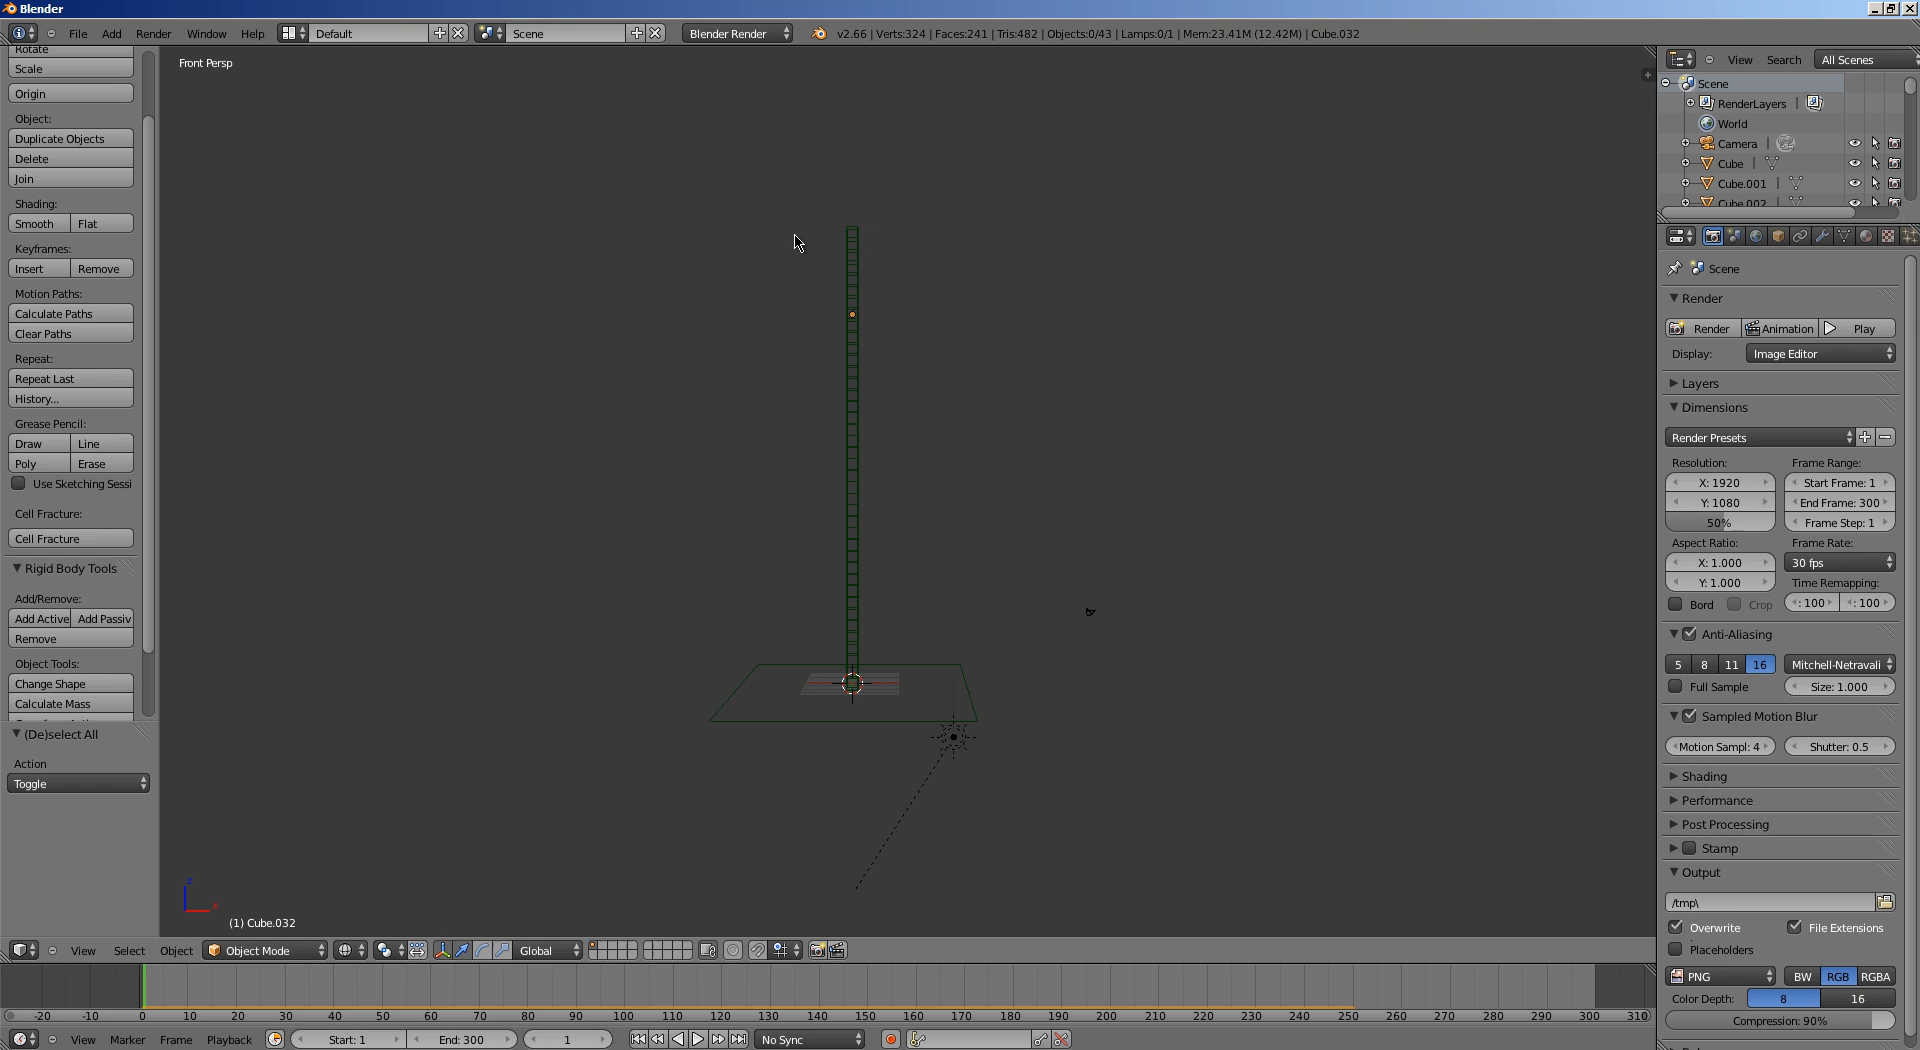 Blender
File Add Render Window Help Default Scene Blender Render v2.66 | Verts:324 | Faces:241 | Tris:482 | Objects:0/43 | Lamps:0/1 | Mem:23.41M (12.42M) | Cube.032
Rotate
Scale
Origin
Object:
Duplicate Objects
Delete
Join
Shading:
Smooth Flat
Keyframes:
Insert Remove
Motion Paths:
Calculate Paths
Clear Paths
Repeat:
Repeat Last
History...
Grease Pencil:
Draw Line
Poly Erase
Use Sketching Sessi
Cell Fracture:
Cell Fracture
Rigid Body Tools
Add/Remove:
Add Active Add Passiv
Remove
Object Tools:
Change Shape
Calculate Mass
(De)select All
Action
Toggle
Front Persp
z
x
(1) Cube.032
View Select Object Object Mode Global
-20 -10 0 10 20 30 40 50 60 70 80 90 100 110 120 130 140 150 160 170 180 190 200 210 220 230 240 250 260 270 280 290 300 310
View Marker Frame Playback Start: 1 End: 300 1 No Sync
View Search All Scenes
Scene
RenderLayers |
World
Camera |
Cube |
Cube.001 |
Cube.002
Scene
Render
Render Animation Play
Display: Image Editor
Layers
Dimensions
Render Presets
Resolution: Frame Range:
X: 1920 Start Frame: 1
Y: 1080 End Frame: 300
50% Frame Step: 1
Aspect Ratio: Frame Rate:
X: 1.000 30 fps
Y: 1.000 Time Remapping:
Bord Crop : 100 : 100
Anti-Aliasing
5 8 11 16 Mitchell-Netravali
Full Sample Size: 1.000
Sampled Motion Blur
Motion Sampl: 4 Shutter: 0.5
Shading
Performance
Post Processing
Stamp
Output
/tmp\
Overwrite File Extensions
Placeholders
PNG BW RGB RGBA
Color Depth: 8 16
Compression: 90%